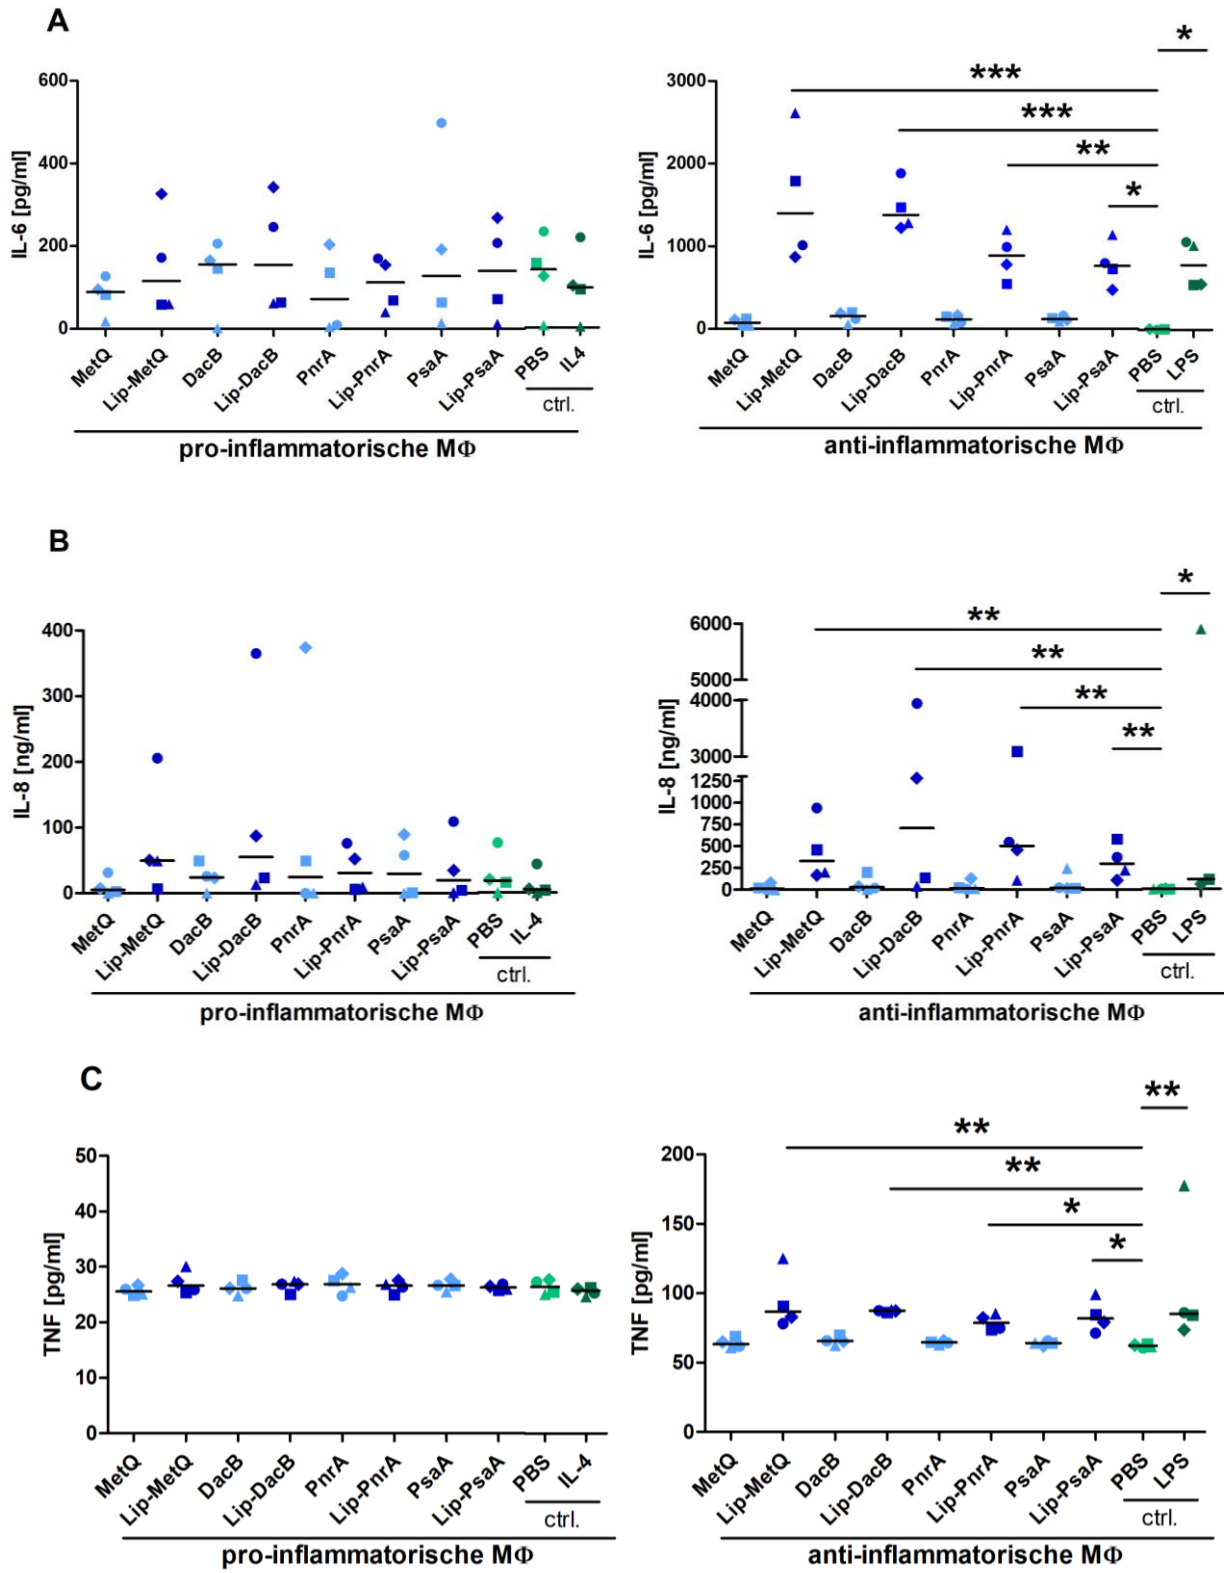 A
IL-6 [pg/ml]
600
400
200
0
MetQ
Lip-MetQ
DacB
Lip-DacB
PnrA
Lip-PnrA
PsaA
Lip-PsaA
PBS
IL4
ctrl.
pro-inflammatorische MΦ
IL-6 [pg/ml]
3000
2000
1000
0
***
***
**
*
*
MetQ
Lip-MetQ
DacB
Lip-DacB
PnrA
Lip-PnrA
PsaA
Lip-PsaA
PBS
LPS
ctrl.
anti-inflammatorische MΦ
B
IL-8 [ng/ml]
400
300
200
100
0
MetQ
Lip-MetQ
DacB
Lip-DacB
PnrA
Lip-PnrA
PsaA
Lip-PsaA
PBS
IL-4
ctrl.
pro-inflammatorische MΦ
IL-8 [ng/ml]
6000
5000
4000
3000
1250
1000
750
500
250
0
*
**
**
**
**
MetQ
Lip-MetQ
DacB
Lip-DacB
PnrA
Lip-PnrA
PsaA
Lip-PsaA
PBS
LPS
ctrl.
anti-inflammatorische MΦ
C
TNF [pg/ml]
50
40
30
20
10
0
MetQ
Lip-MetQ
DacB
Lip-DacB
PnrA
Lip-PnrA
PsaA
Lip-PsaA
PBS
IL-4
ctrl.
pro-inflammatorische MΦ
TNF [pg/ml]
200
150
100
50
0
**
**
**
*
*
MetQ
Lip-MetQ
DacB
Lip-DacB
PnrA
Lip-PnrA
PsaA
Lip-PsaA
PBS
LPS
ctrl.
anti-inflammatorische MΦ